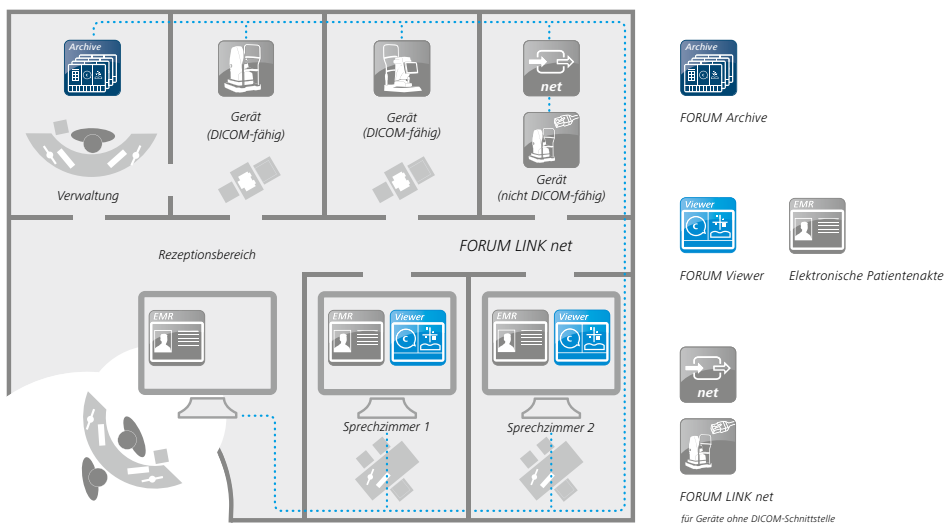 Archive
Verwaltung
Gerät
(DICOM-fähig)
Gerät
(DICOM-fähig)
net
Gerät
(nicht DICOM-fähig)
Rezeptionsbereich
FORUM LINK net
EMR
EMR
Viewer
C
EMR
Viewer
C
Sprechzimmer 1
Sprechzimmer 2
Archive
FORUM Archive
Viewer
C
EMR
FORUM Viewer
Elektronische Patientenakte
net
FORUM LINK net
für Geräte ohne DICOM-Schnittstelle